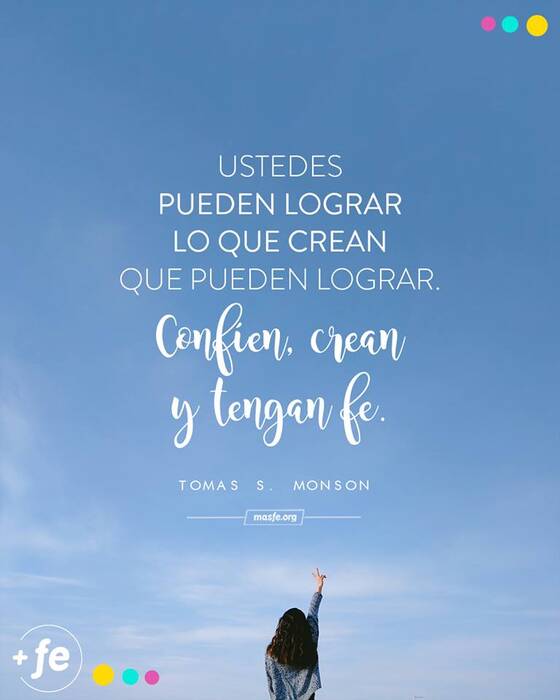 USTEDES
PUEDEN LOGRAR
LO QUE CREAN
QUE PUEDEN LOGRAR.
Confíen, crean
y tengan fe.
TOMAS S. MONSON
masfe.org
+fe